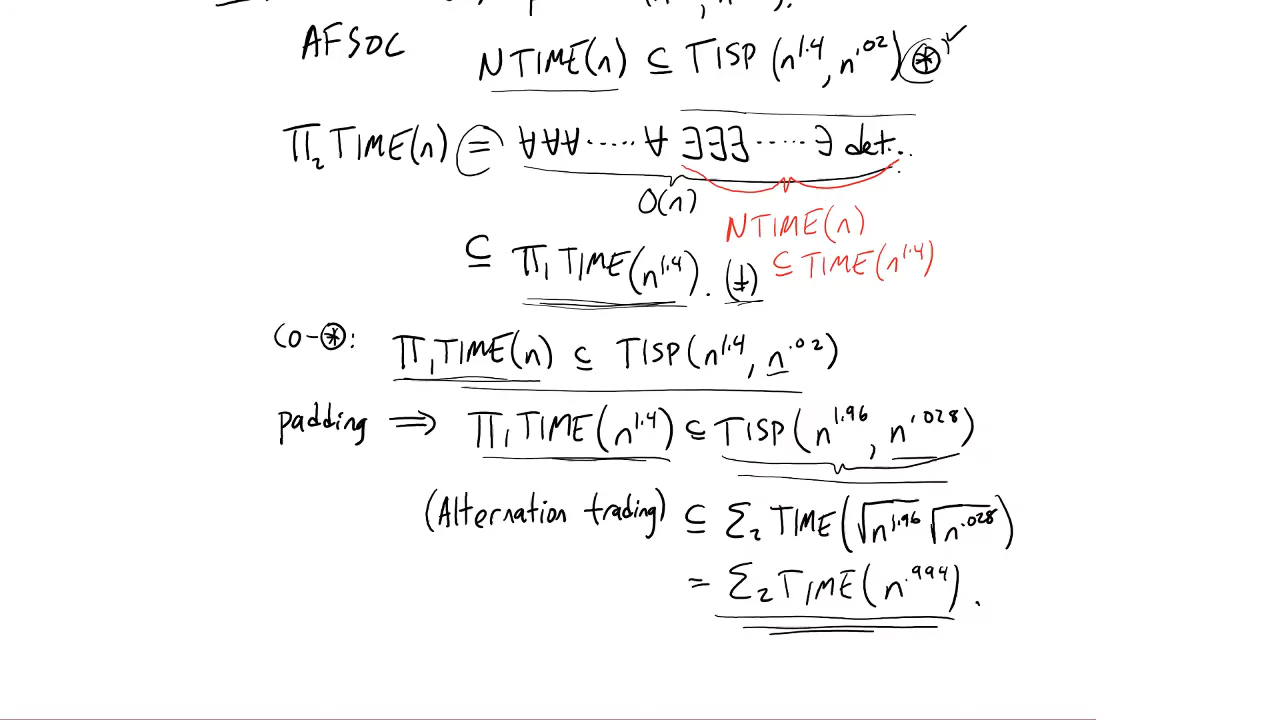 AFSOC
NTIME(n) ⊆ TISP(n^1.4, n^.02) ⊛ ✓
Π₂TIME(n) = ∀∀∀·····∀ ∃∃∃·····∃ det..
O(n)
NTIME(n)
⊆ TIME(n^1.4)
⊆ Π₁TIME(n^1.4). (‡)
co-⊛: Π₁TIME(n) ⊆ TISP(n^1.4, n^.02)
padding ⟹ Π₁TIME(n^1.4) ⊆ TISP(n^1.96, n^.028)
(Alternation trading) ⊆ Σ₂TIME(√n^1.96 √n^.028)
= Σ₂TIME(n^.994).